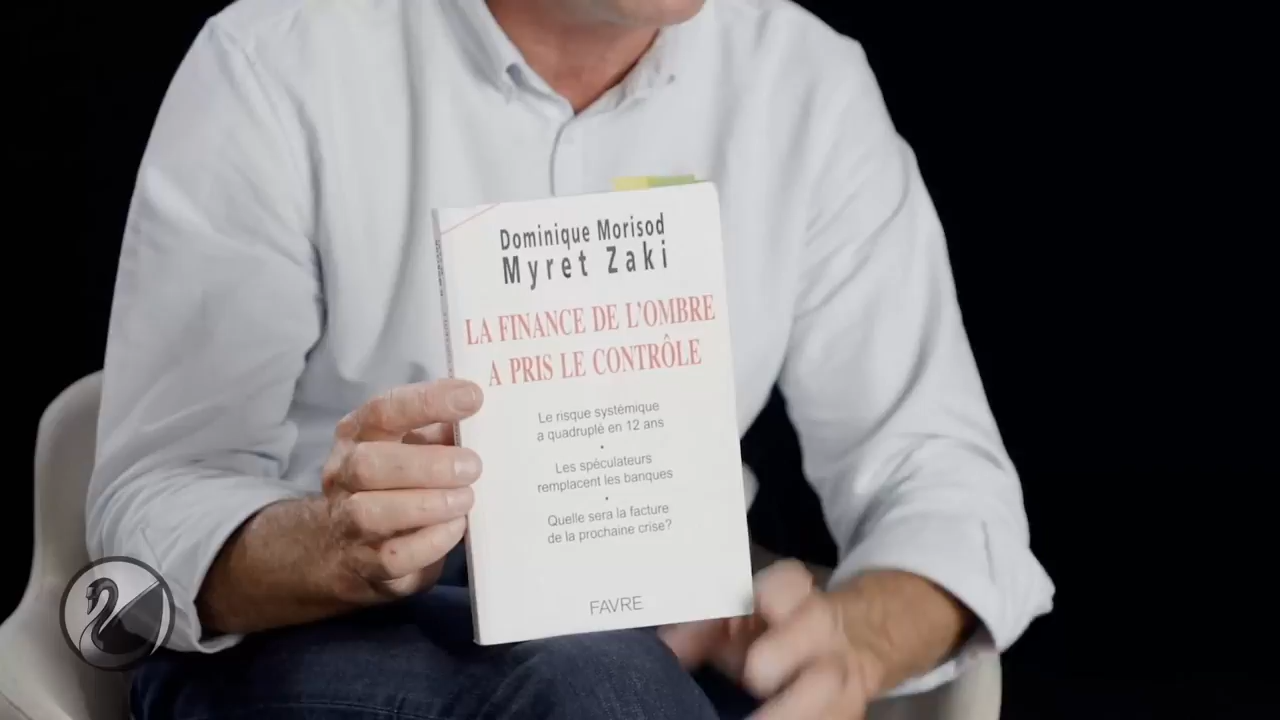 Dominique Morisod
Myret Zaki
LA FINANCE DE L'OMBRE
A PRIS LE CONTRÔLE
Le risque systémique
a quadruplé en 12 ans
•
Les spéculateurs
remplacent les banques
•
Quelle sera la facture
de la prochaine crise?
FAVRE